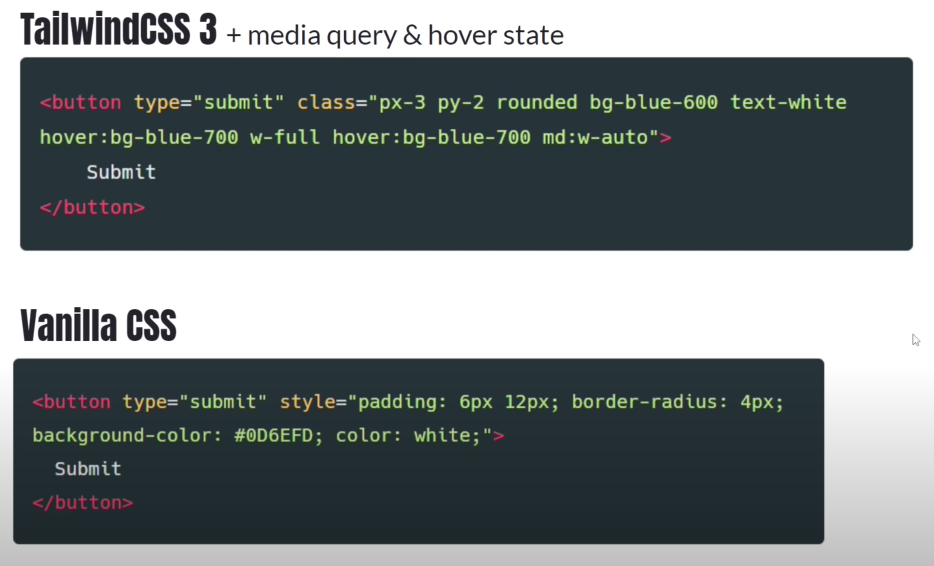 TailwindCSS 3 + media query & hover state
<button type="submit" class="px-3 py-2 rounded bg-blue-600 text-white
hover:bg-blue-700 w-full hover:bg-blue-700 md:w-auto">
Submit
</button>
Vanilla CSS
<button type="submit" style="padding: 6px 12px; border-radius: 4px;
background-color: #0D6EFD; color: white;">
Submit
</button>